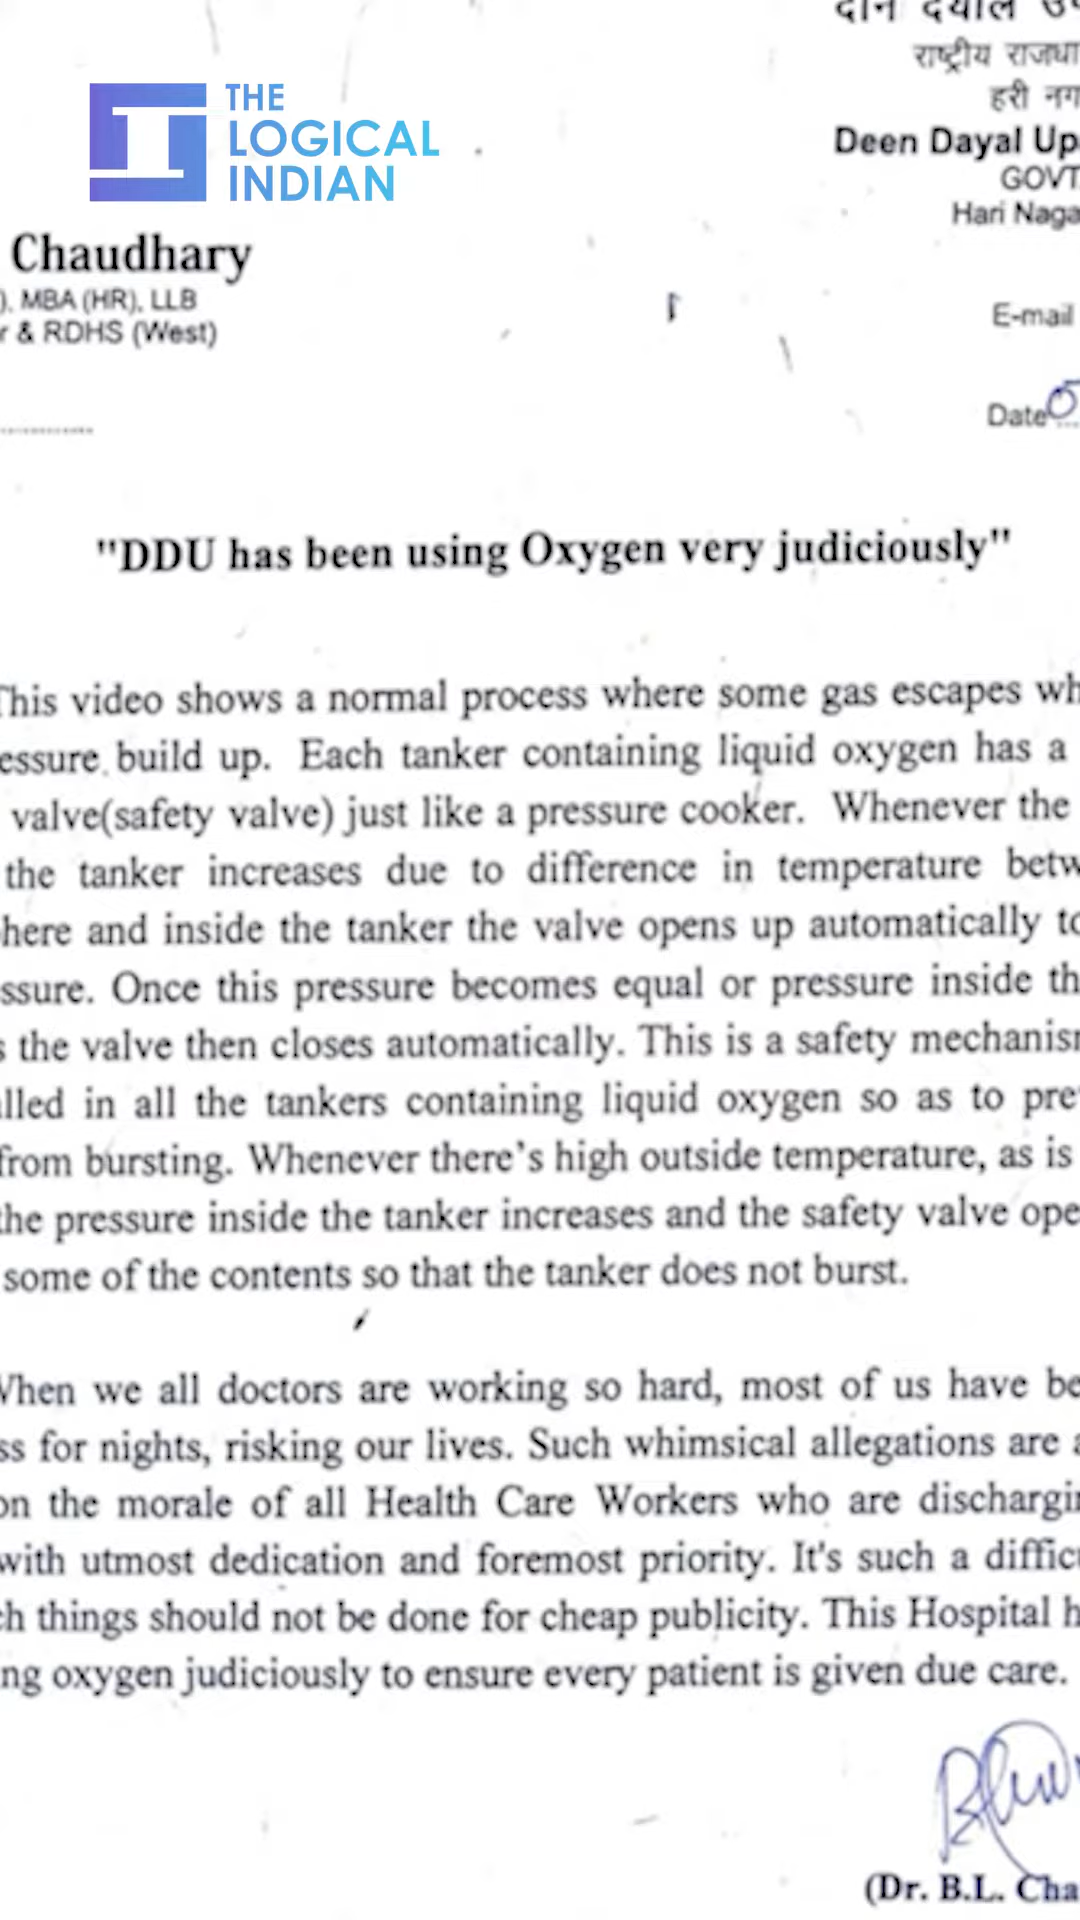 THE
LOGICAL
INDIAN
दीन दयाल
राष्ट्रीय राजधा
हरी नग
Deen Dayal Up
GOVT
Hari Naga
Chaudhary
), MBA (HR), LLB
r & RDHS (West)
E-mail
Date
"DDU has been using Oxygen very judiciously"
This video shows a normal process where some gas escapes wh
essure build up. Each tanker containing liquid oxygen has a
valve(safety valve) just like a pressure cooker. Whenever the
the tanker increases due to difference in temperature betw
here and inside the tanker the valve opens up automatically to
ssure. Once this pressure becomes equal or pressure inside th
s the valve then closes automatically. This is a safety mechanism
lled in all the tankers containing liquid oxygen so as to pre
from bursting. Whenever there's high outside temperature, as is
the pressure inside the tanker increases and the safety valve ope
some of the contents so that the tanker does not burst.
When we all doctors are working so hard, most of us have be
ss for nights, risking our lives. Such whimsical allegations are a
on the morale of all Health Care Workers who are dischargi
with utmost dedication and foremost priority. It's such a diffic
ch things should not be done for cheap publicity. This Hospital h
ng oxygen judiciously to ensure every patient is given due care.
(Dr. B.L. Cha